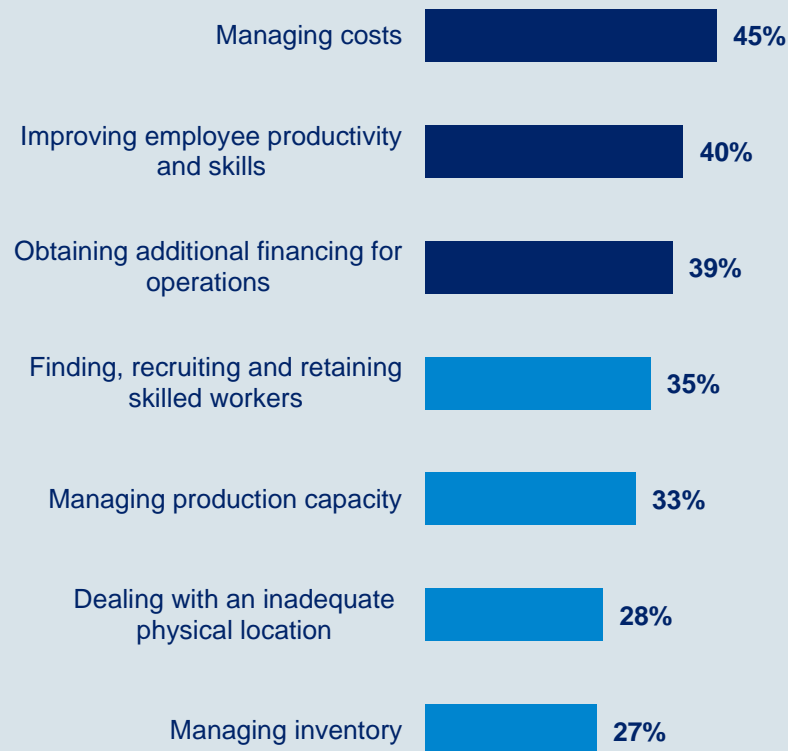 Managing costs
45%
Improving employee productivity
and skills
40%
Obtaining additional financing for
operations
39%
Finding, recruiting and retaining
skilled workers
35%
Managing production capacity
33%
Dealing with an inadequate
physical location
28%
Managing inventory
27%